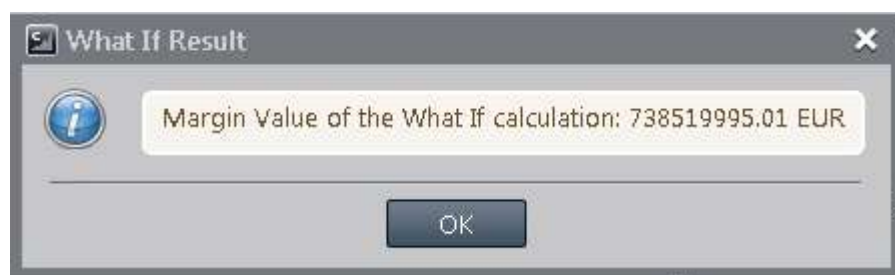 What If Result
Margin Value of the What If calculation: 738519995.01 EUR
OK